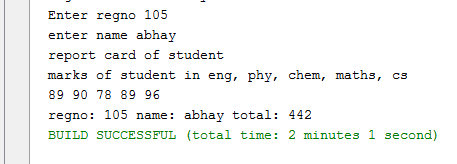 Enter regno 105
enter name abhay
report card of student
marks of student in eng, phy, chem, maths, cs
89 90 78 89 96
regno: 105 name: abhay total: 442
BUILD SUCCESSFUL (total time: 2 minutes 1 second)